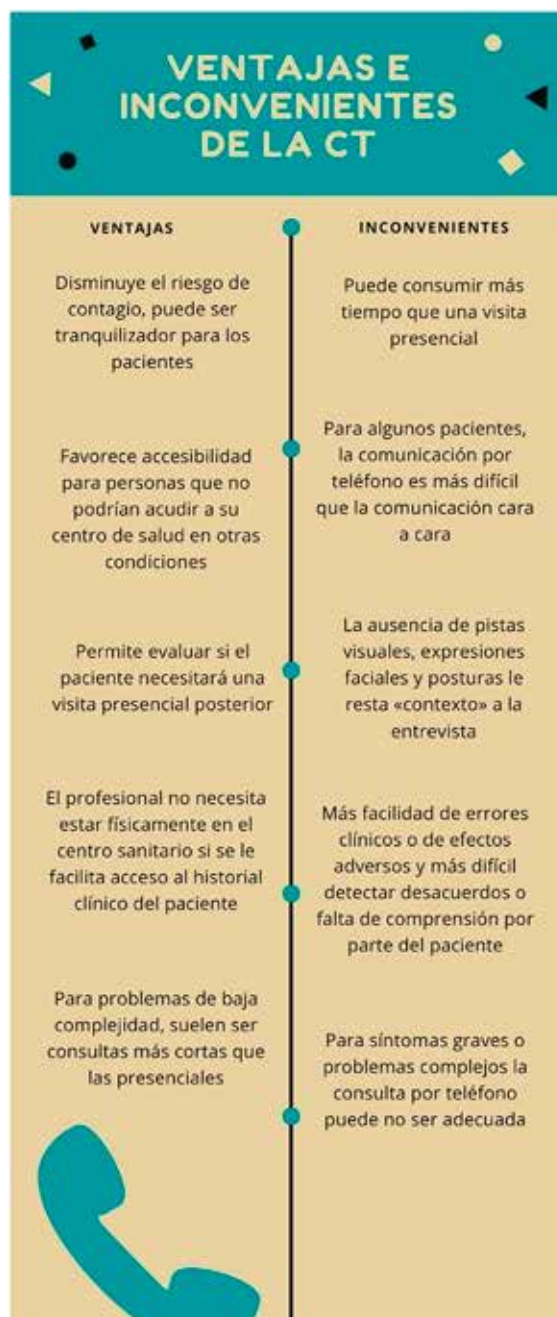 VENTAJAS E
INCONVENIENTES
DE LA CT
VENTAJAS
Disminuye el riesgo de
contagio, puede ser
tranquilizador para los
pacientes
Favorece accesibilidad
para personas que no
podrían acudir a su
centro de salud en otras
condiciones
Permite evaluar si el
paciente necesitará una
visita presencial posterior
El profesional no necesita
estar físicamente en el
centro sanitario si se le
facilita acceso al historial
clínico del paciente
Para problemas de baja
complejidad, suelen ser
consultas más cortas que
las presenciales
INCONVENIENTES
Puede consumir más
tiempo que una visita
presencial
Para algunos pacientes,
la comunicación por
teléfono es más difícil
que la comunicación cara
a cara
La ausencia de pistas
visuales, expresiones
faciales y posturas le
resta «contexto» a la
entrevista
Más facilidad de errores
clínicos o de efectos
adversos y más difícil
detectar desacuerdos o
falta de comprensión por
parte del paciente
Para síntomas graves o
problemas complejos la
consulta por teléfono
puede no ser adecuada